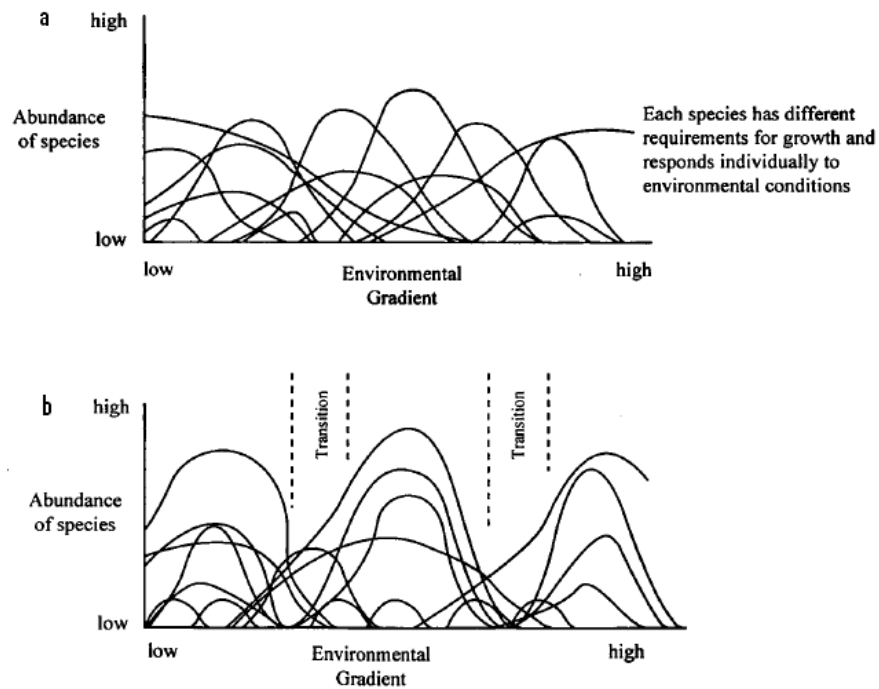 a
high
Abundance
of species
low
low
Environmental
Gradient
high
Each species has different
requirements for growth and
responds individually to
environmental conditions
b
high
Transition
Transition
Abundance
of species
low
low
Environmental
Gradient
high